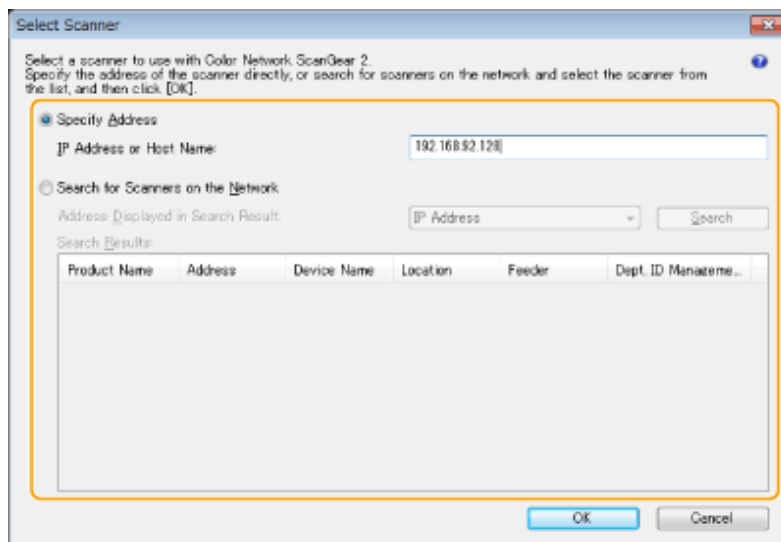 Select Scanner
Select a scanner to use with Color Network ScanGear 2.
Specify the address of the scanner directly, or search for scanners on the network and select the scanner from
the list, and then click [OK].
Specify Address
IP Address or Host Name: 192.168.92.128
Search for Scanners on the Network
Address Displayed in Search Result: IP Address Search
Search Results:
Product Name Address Device Name Location Feeder Dept. ID Manageme...
OK Cancel